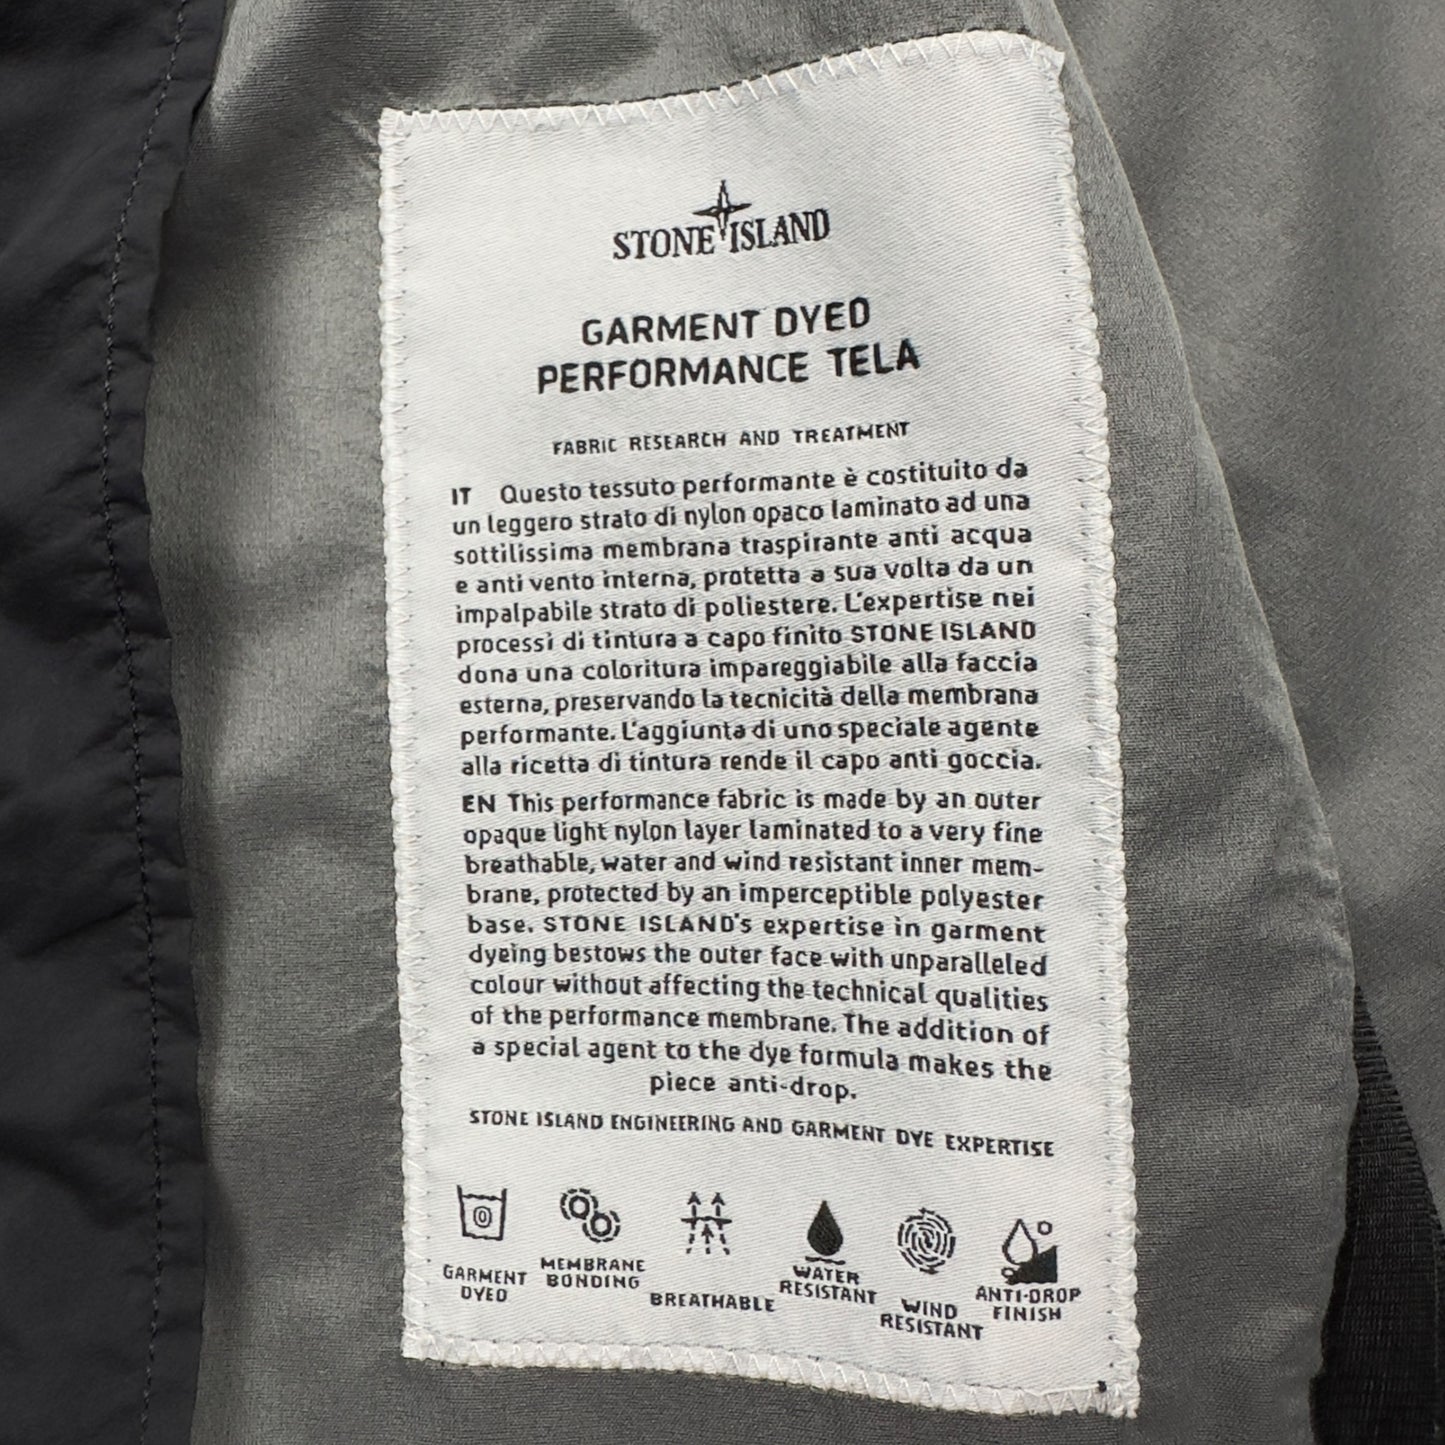 STONE ISLAND
GARMENT DYED
PERFORMANCE TELA
FABRIC RESEARCH AND TREATMENT
IT Questo tessuto performante è costituito da
un leggero strato di nylon opaco laminato ad una
sottilissima membrana traspirante anti acqua
e anti vento interna, protetta a sua volta da un
impalpabile strato di poliestere. L'expertise nei
processi di tintura a capo finito STONE ISLAND
dona una coloritura impareggiabile alla faccia
esterna, preservando la tecnicità della membrana
performante. L'aggiunta di uno speciale agente
alla ricetta di tintura rende il capo anti goccia.
EN This performance fabric is made by an outer
opaque light nylon layer laminated to a very fine
breathable, water and wind resistant inner mem-
brane, protected by an imperceptible polyester
base. STONE ISLAND's expertise in garment
dyeing bestows the outer face with unparalleled
colour without affecting the technical qualities
of the performance membrane. The addition of
a special agent to the dye formula makes the
piece anti-drop.
STONE ISLAND ENGINEERING AND GARMENT DYE EXPERTISE
GARMENT
DYED
MEMBRANE
BONDING
BREATHABLE
WATER
RESISTANT
WIND
RESISTANT
ANTI-DROP
FINISH